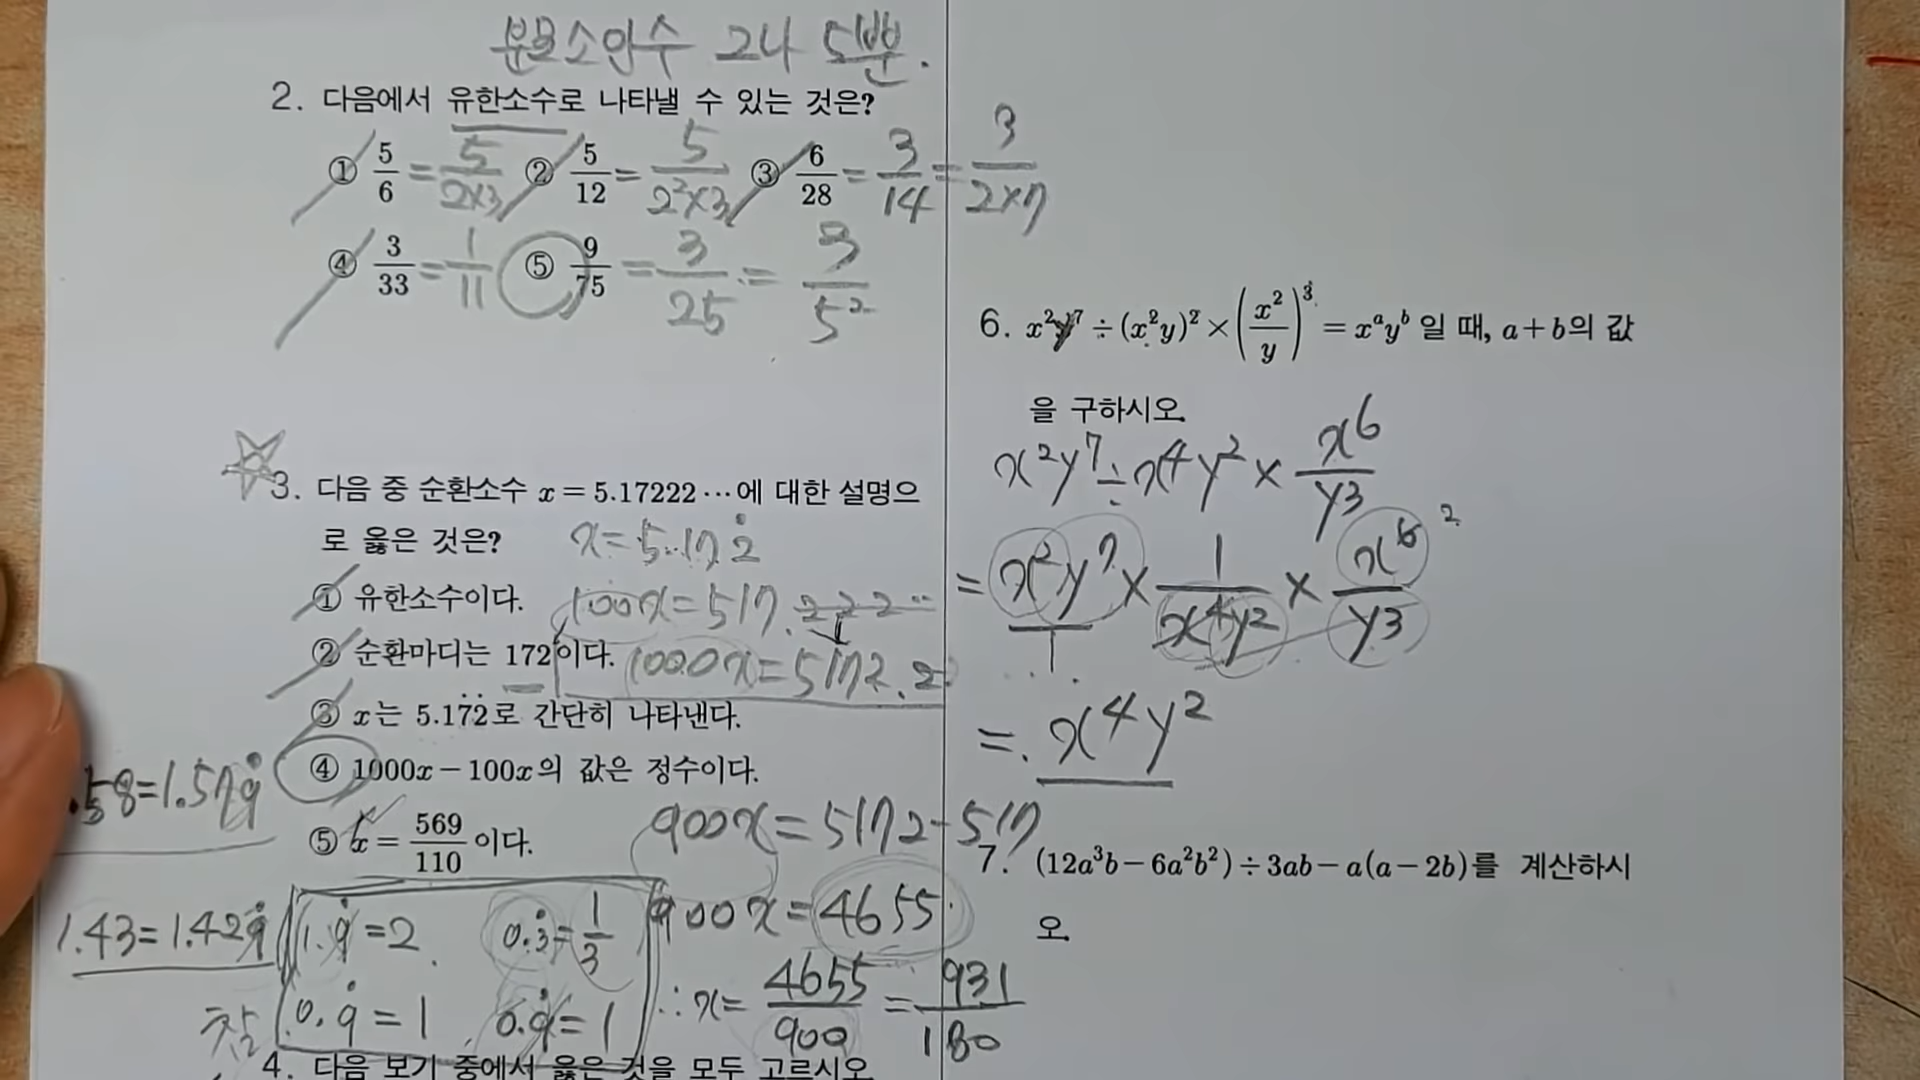 분모소인수 2나 5뿐.
2. 다음에서 유한소수로 나타낼 수 있는 것은?
① 5/6 = 5/2×3 ② 5/12 = 5/2²×3 ③ 6/28 = 3/14 = 3/2×7
④ 3/33 = 1/11 ⑤ 9/75 = 3/25 = 3/5²
3. 다음 중 순환소수 x = 5.17222⋯에 대한 설명으
로 옳은 것은? x = 5.172̇
① 유한소수이다. 100x = 517.222⋯
② 순환마디는 172이다. 1000x = 5172.2
③ x는 5.17̇2̇로 간단히 나타낸다.
④ 1000x − 100x의 값은 정수이다.
.58 = 1.579̇
⑤ x = 569/110 이다. 900x = 5172 − 517
1.43 = 1.429̇ 1.9̇ = 2 0.3̇ = 1/3 900x = 4655
0.9̇ = 1 0.9̇ = 1 ∴ x = 4655/900 = 931/180
4. 다음 보기 중에서 옳은 것을 모두 고르시오
6. x²y⁷ ÷ (x²y)² × (x²/y)³ = xᵃyᵇ 일 때, a + b의 값
을 구하시오.
x²y⁷ ÷ x⁴y² × x⁶/y³
= x²y⁷/1 × 1/x⁴y² × x⁶/y³ 2
= x⁴y²
7. (12a³b − 6a²b²) ÷ 3ab − a(a − 2b)를 계산하시
오.